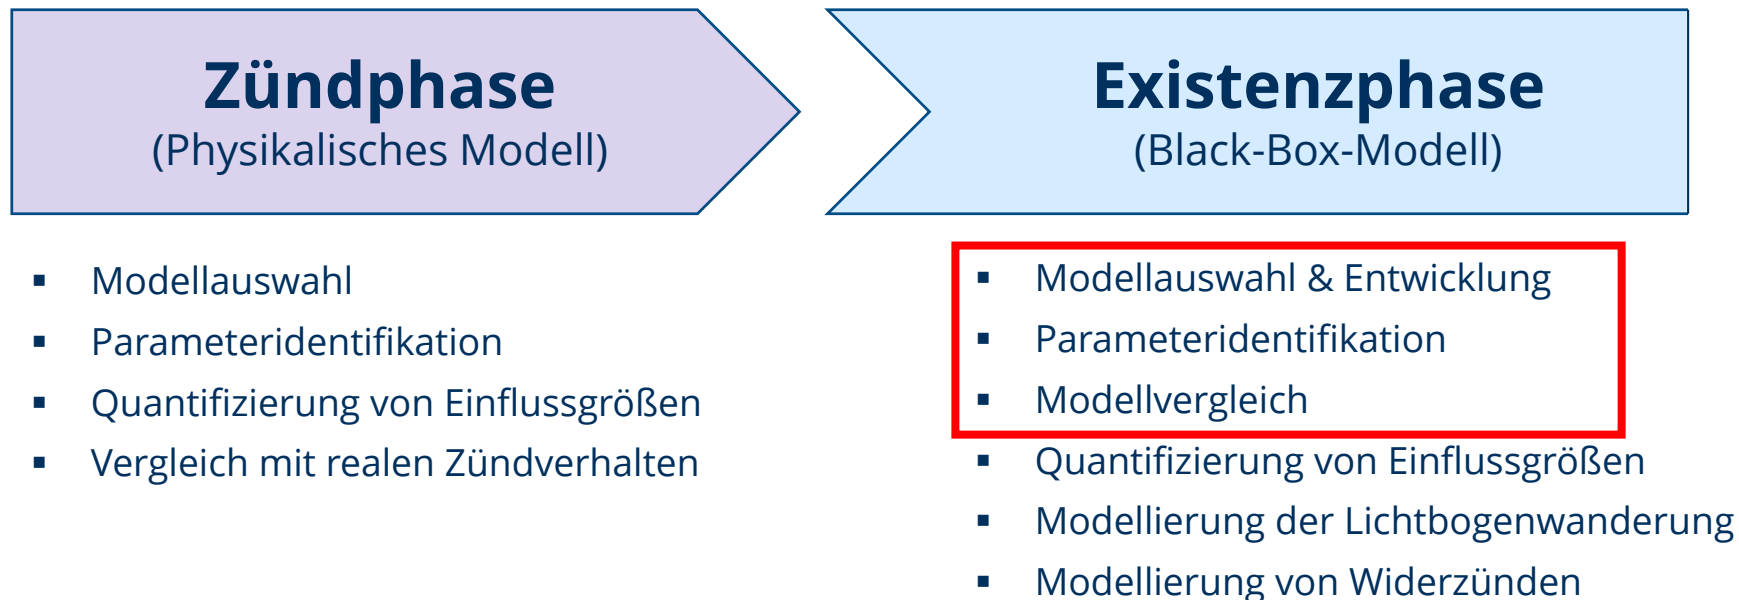 Zündphase
(Physikalisches Modell)
Modellauswahl
Parameteridentifikation
Quantifizierung von Einflussgrößen
Vergleich mit realen Zündverhalten
Existenzphase
(Black-Box-Modell)
Modellauswahl & Entwicklung
Parameteridentifikation
Modellvergleich
Quantifizierung von Einflussgrößen
Modellierung der Lichtbogenwanderung
Modellierung von Widerzünden